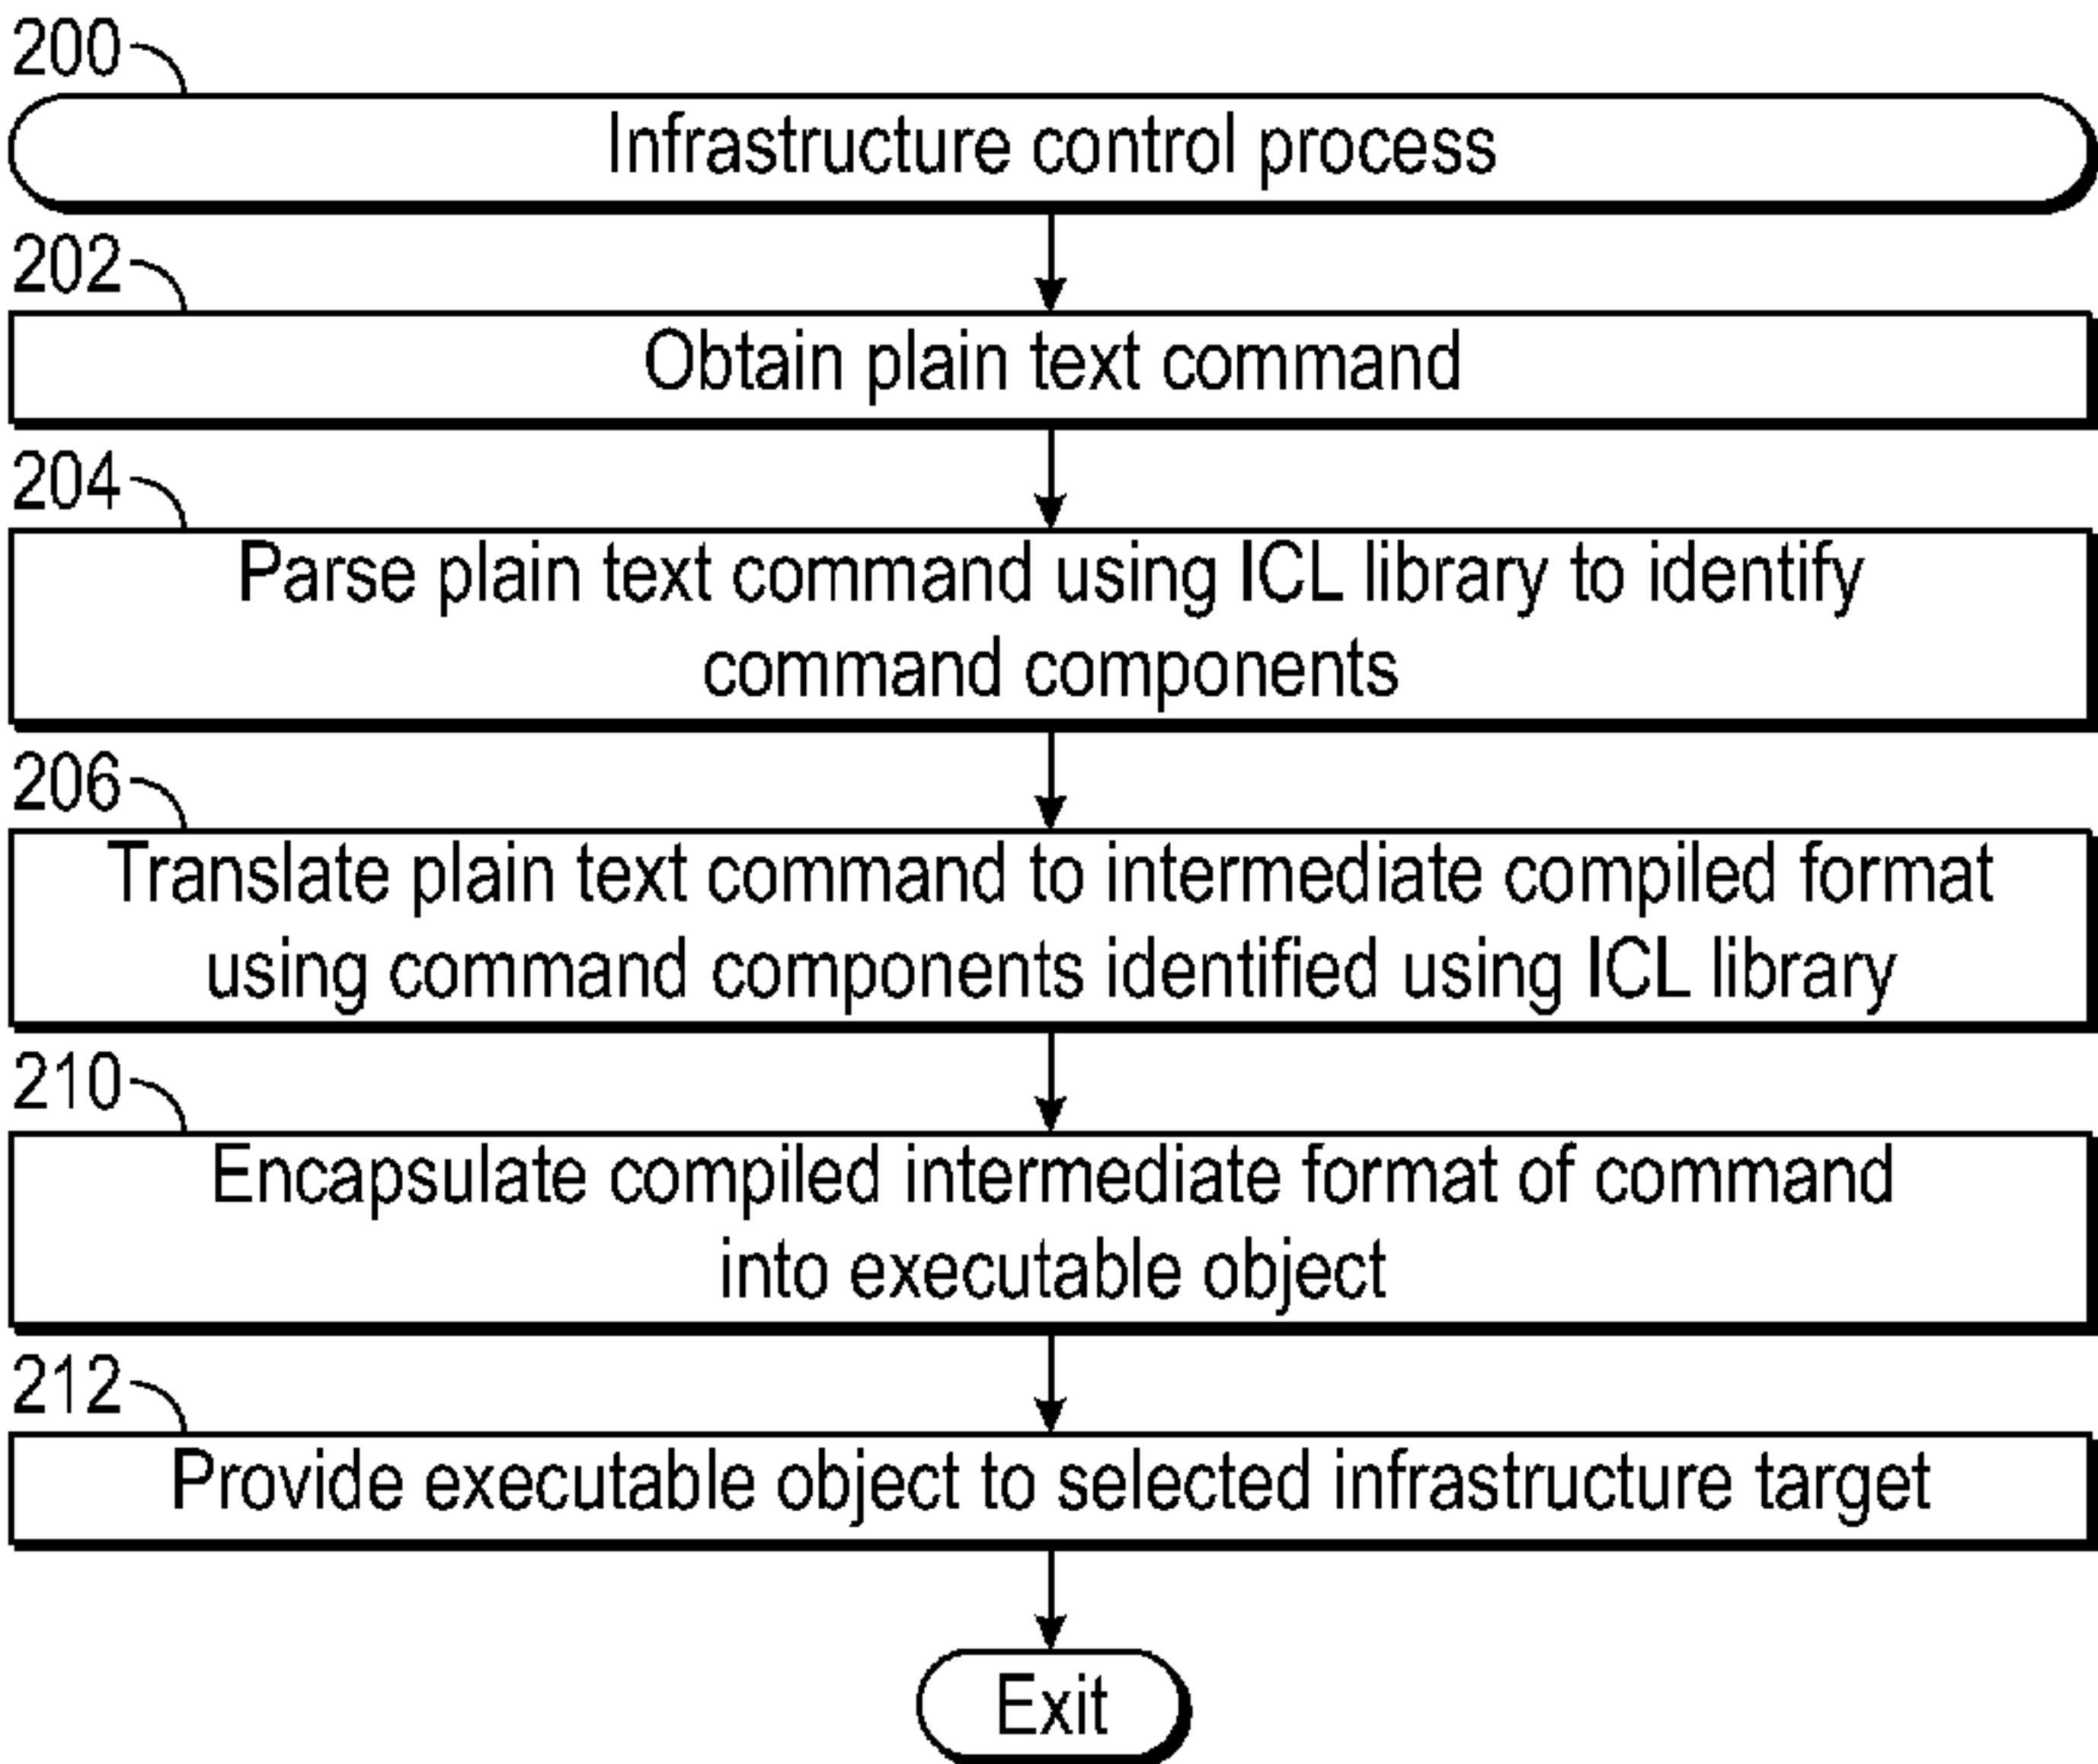 200
Infrastructure control process
202
Obtain plain text command
204
Parse plain text command using ICL library to identify
command components
206
Translate plain text command to intermediate compiled format
using command components identified using ICL library
210
Encapsulate compiled intermediate format of command
into executable object
212
Provide executable object to selected infrastructure target
Exit